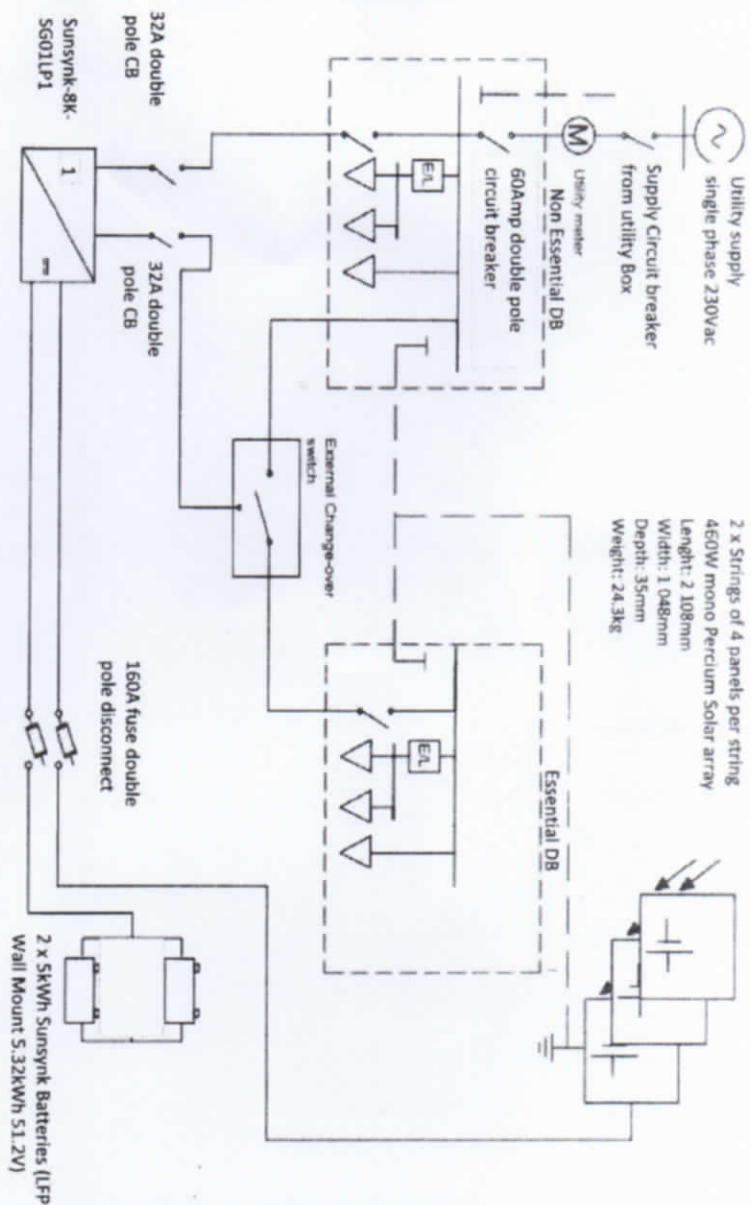 Utility supply
single phase 230Vac
Supply Circuit breaker
from utility Box
M
Utility meter
Non Essential DB
60Amp double pole
circuit breaker
E/L
32A double
pole CB
32A double
pole CB
Sunsynk-8K-
SG01LP1
1
External Change-over
switch
2 x Strings of 4 panels per string
460W mono Percium Solar array
Lenght: 2 108mm
Width: 1 048mm
Depth: 35mm
Weight: 24.3kg
Essential DB
E/L
160A fuse double
pole disconnect
2 x 5kWh Sunsynk Batteries (LFP
Wall Mount 5.32kWh 51.2V)